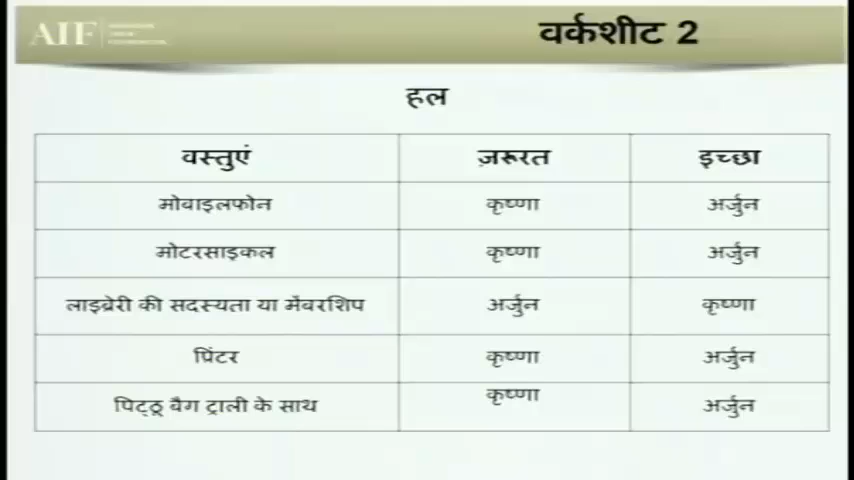 AIF
वर्कशीट 2
हल
वस्तुएं ज़रूरत इच्छा
मोबाइलफोन कृष्णा अर्जुन
मोटरसाइकल कृष्णा अर्जुन
लाइब्रेरी की सदस्यता या मेंबरशिप अर्जुन कृष्णा
प्रिंटर कृष्णा अर्जुन
पिट्ठू बैग ट्राली के साथ कृष्णा अर्जुन